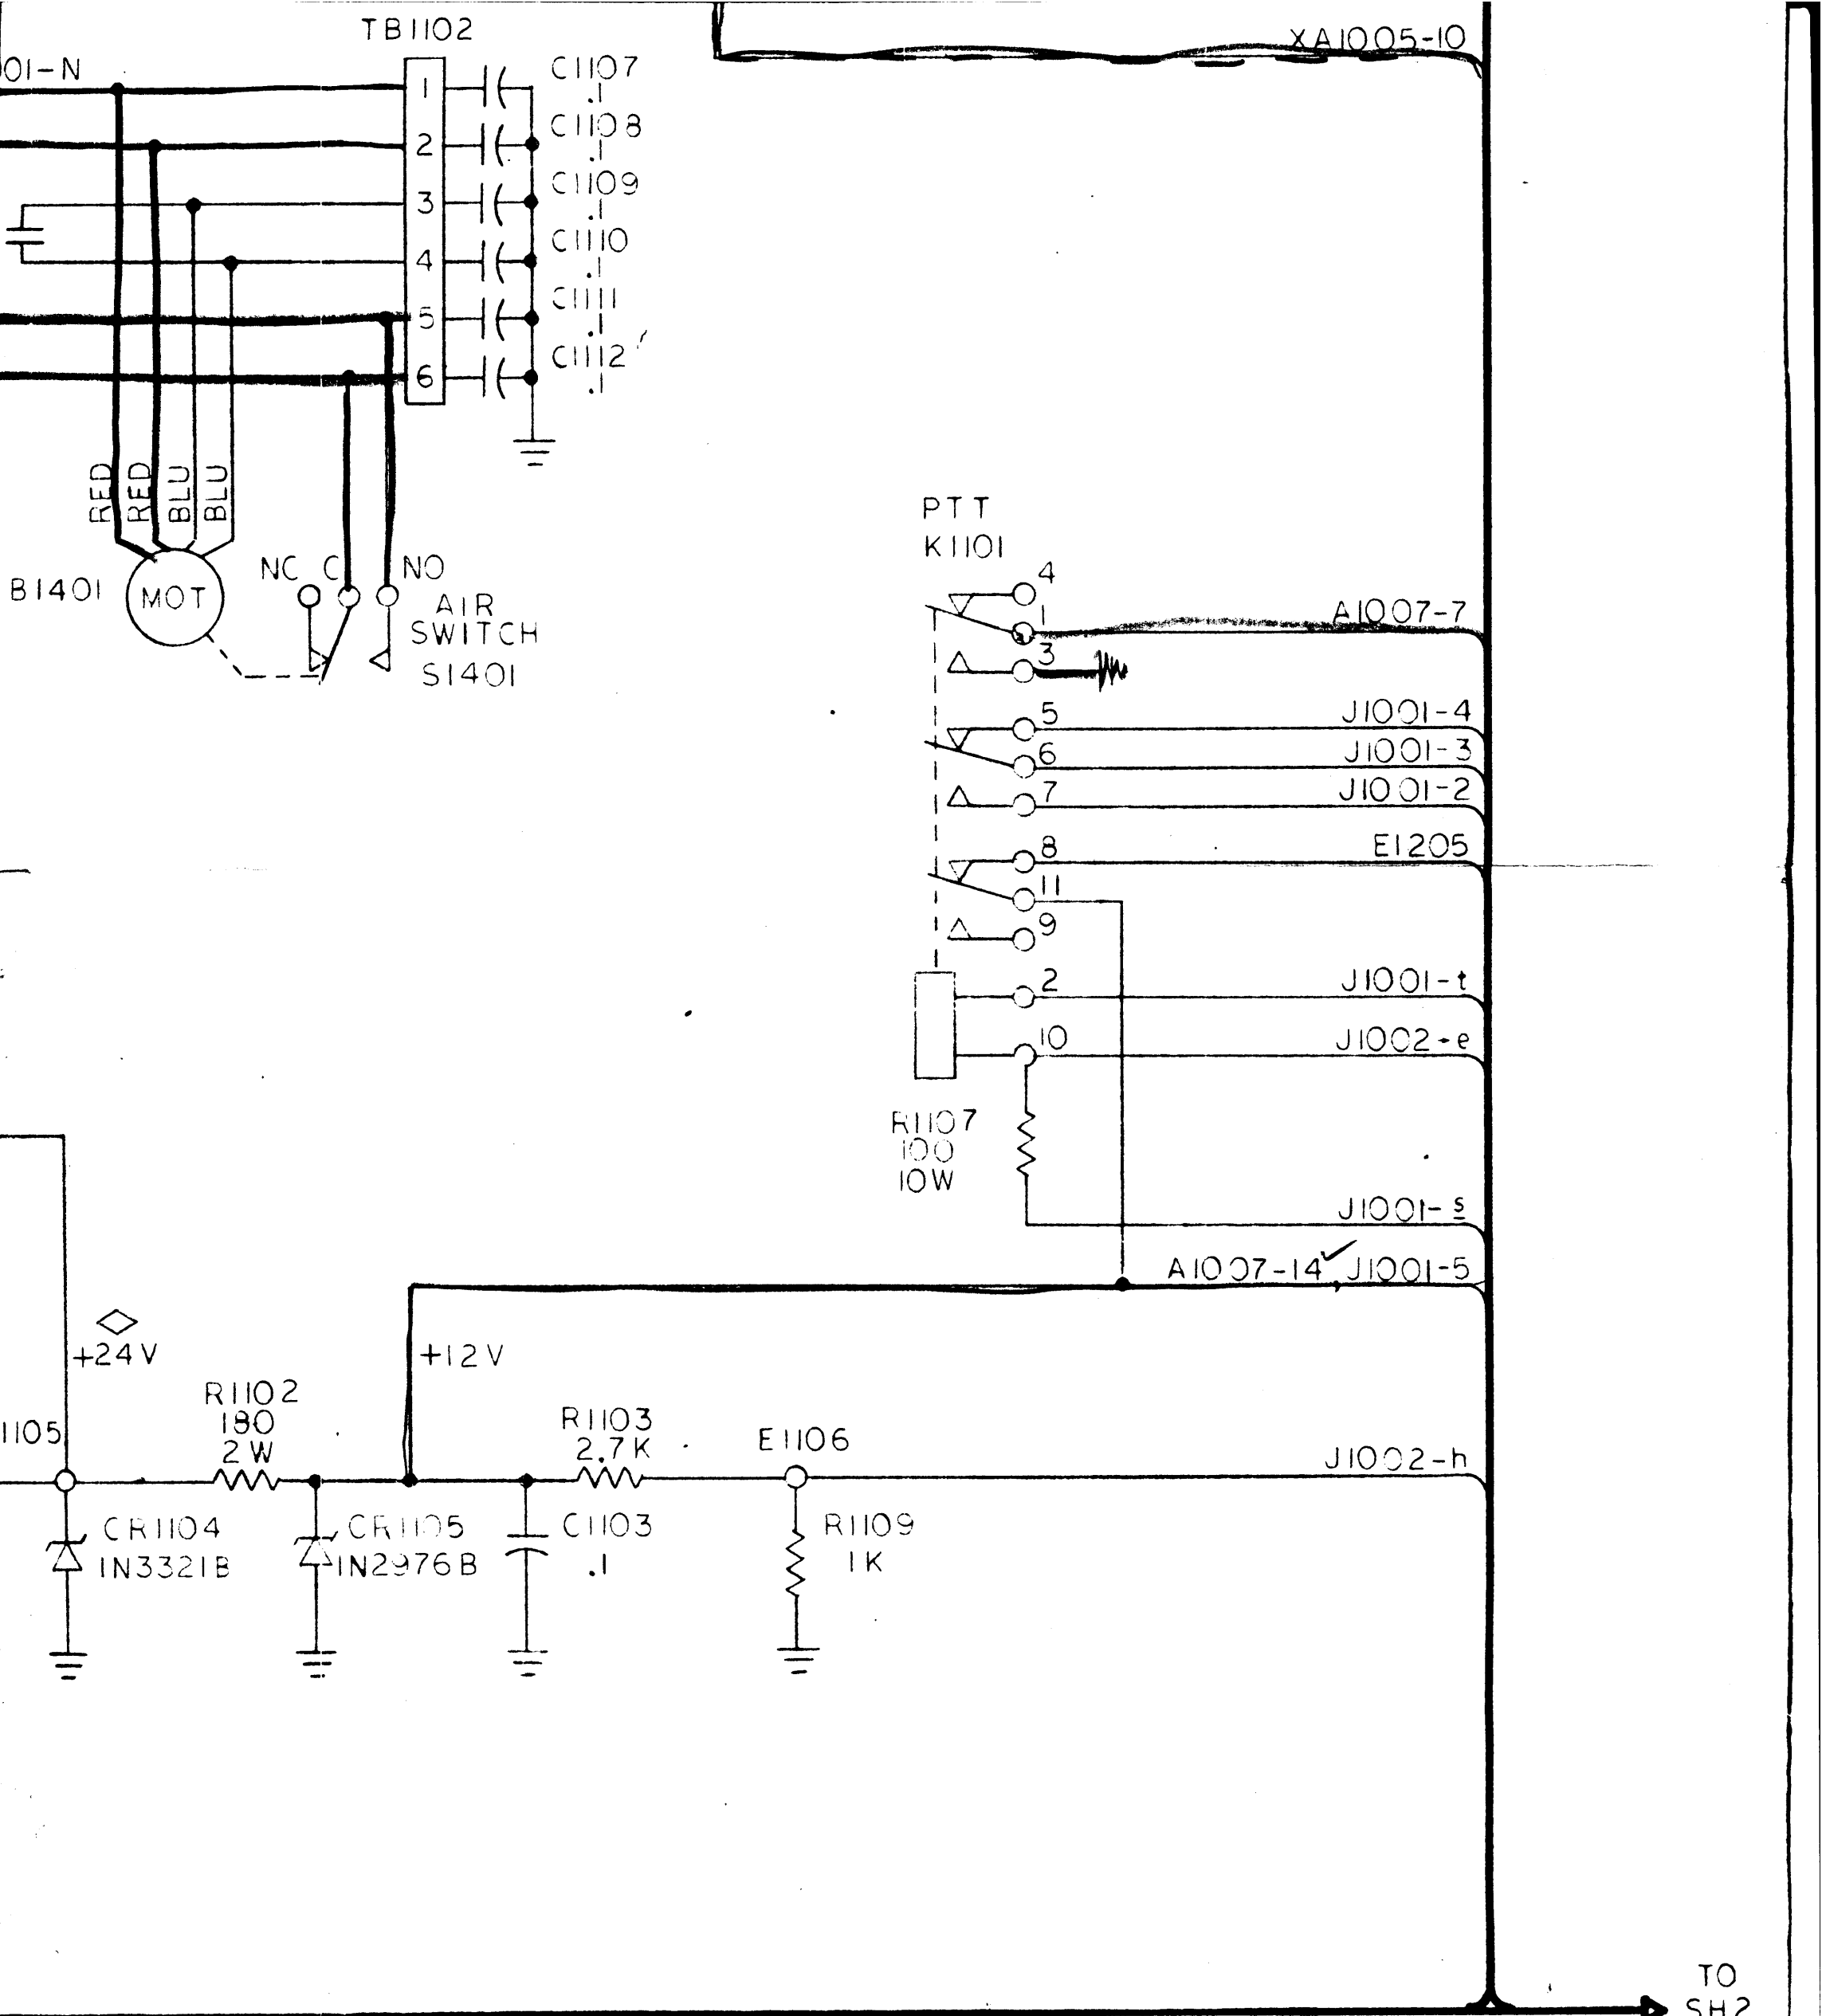 TB1102
XA1005-10
01-N
1
C1107
.1
2
C1108
.1
3
C1109
.1
4
C1110
.1
5
C1111
.1
6
C1112
.1
RED
RED
BLU
BLU
B1401
MOT
NC
C
NO
AIR
SWITCH
S1401
PTT
K1101
4
1
A1007-7
3
5
J1001-4
6
J1001-3
7
J1001-2
8
E1205
11
9
2
J1001-t
10
J1002-e
R1107
100
10W
J1001-s
A1007-14, J1001-5
+24V
+12V
R1102
180
2W
R1103
2.7K
E1106
1105
J1002-h
CR1104
1N3321B
CR1105
1N2976B
C1103
.1
R1109
1K
TO
SH2